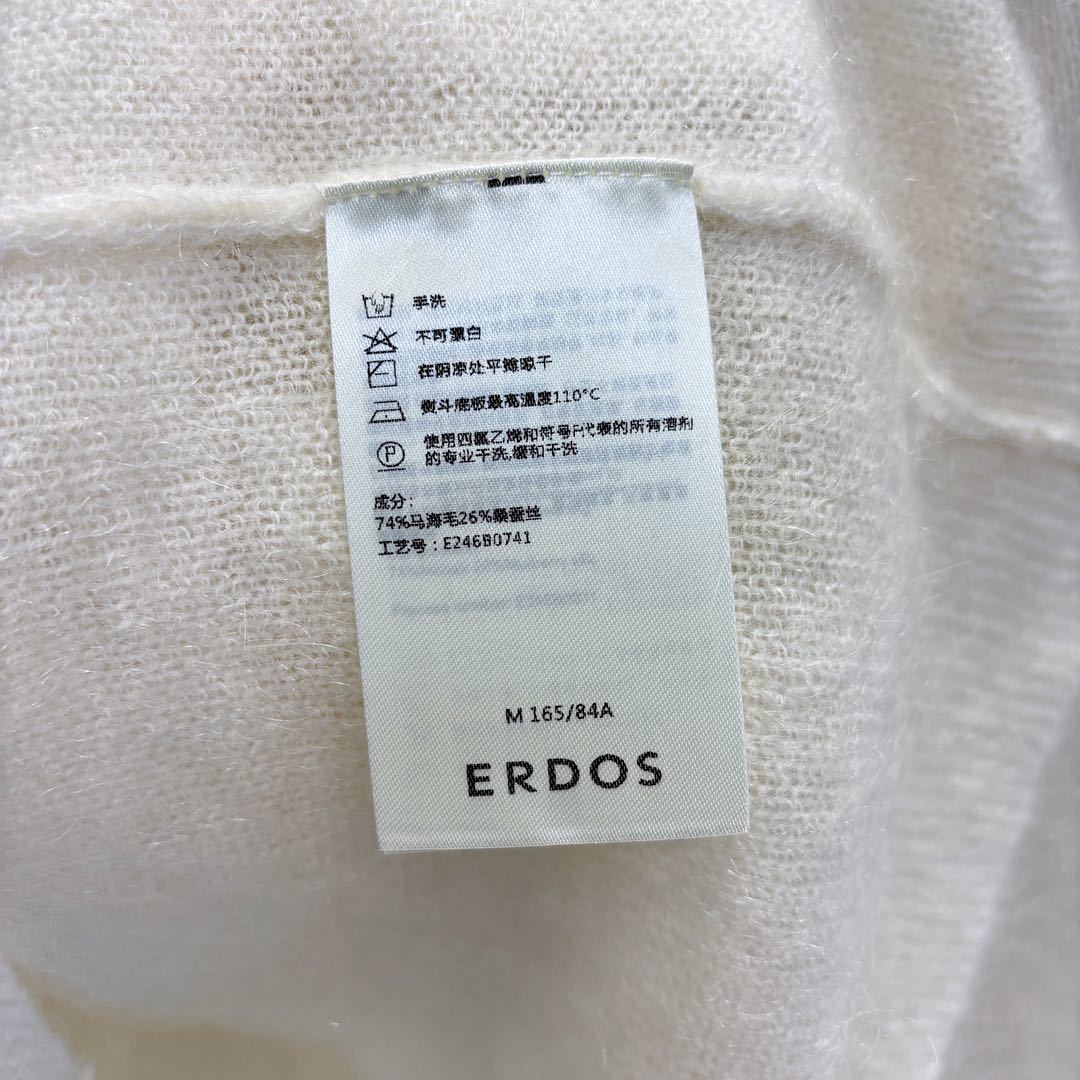 手洗
不可漂白
在阴凉处平摊晾干
熨斗底板最高温度110°C
P
使用四氯乙烯和符号F代表的所有溶剂
的专业干洗,缓和干洗
成分：
74%马海毛26%桑蚕丝
工艺号：E246B0741
M 165/84A
ERDOS